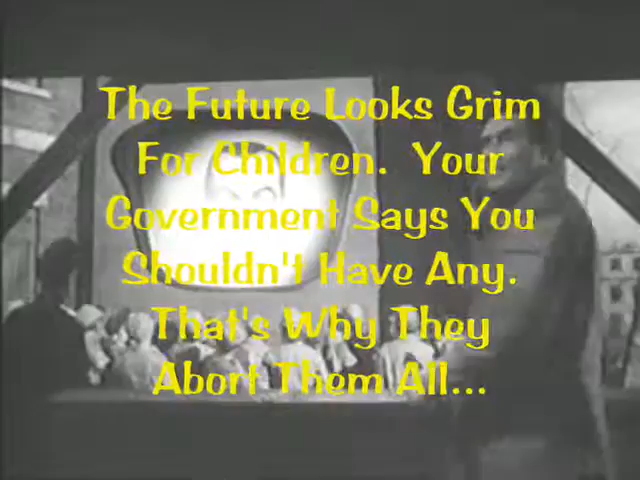 The Future Looks Grim
For Children.  Your
Government Says You
Shouldn't Have Any.
That's Why They
Abort Them All...